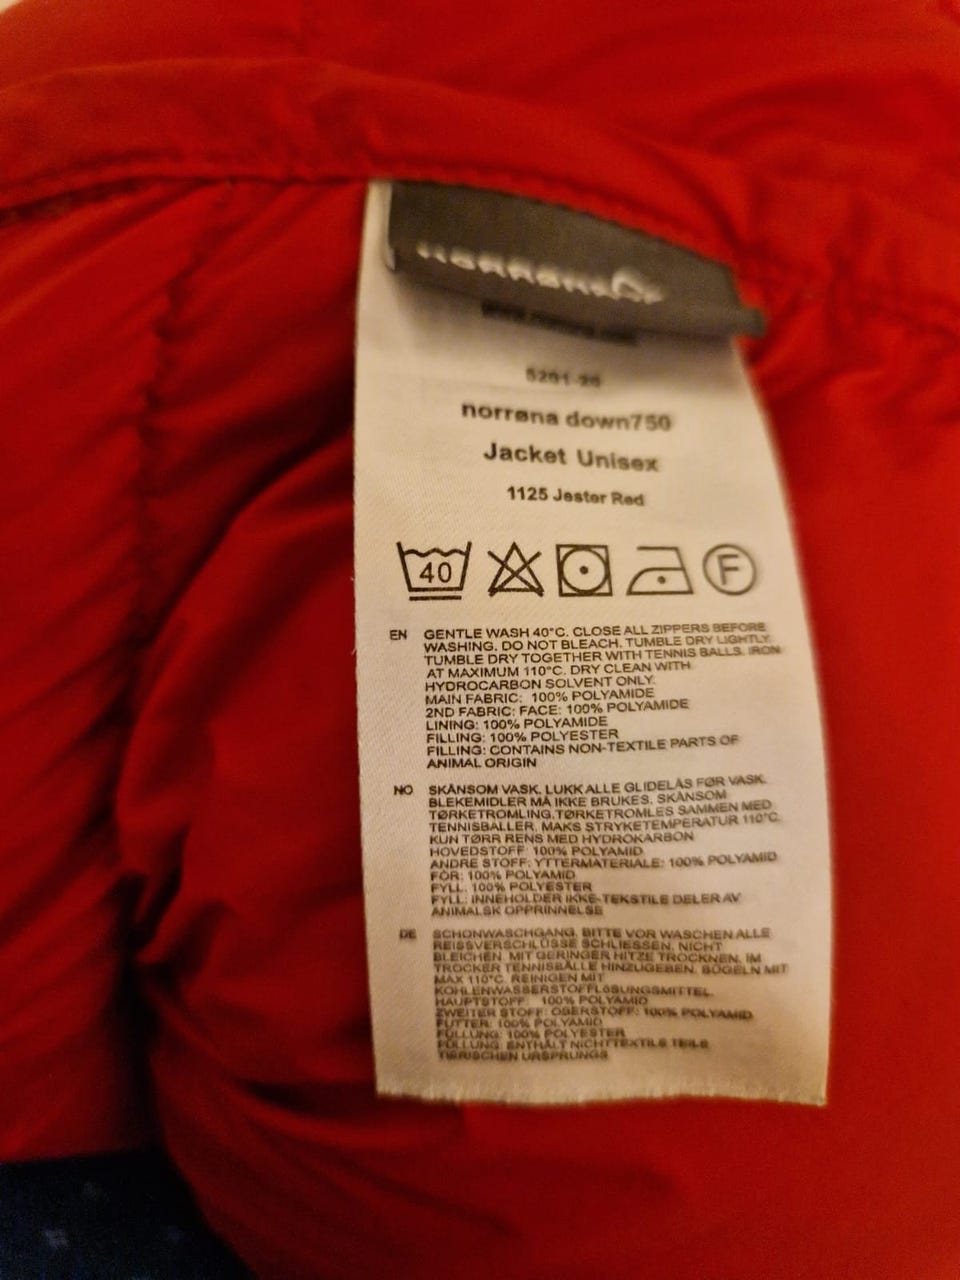 NORRØNA
5201-20
norrøna down750
Jacket Unisex
1125 Jester Red
40
F
EN GENTLE WASH 40°C. CLOSE ALL ZIPPERS BEFORE
WASHING. DO NOT BLEACH. TUMBLE DRY LIGHTLY.
TUMBLE DRY TOGETHER WITH TENNIS BALLS. IRON
AT MAXIMUM 110°C. DRY CLEAN WITH
HYDROCARBON SOLVENT ONLY.
MAIN FABRIC: 100% POLYAMIDE
2ND FABRIC: FACE: 100% POLYAMIDE
LINING: 100% POLYAMIDE
FILLING: 100% POLYESTER
FILLING: CONTAINS NON-TEXTILE PARTS OF
ANIMAL ORIGIN
NO SKÅNSOM VASK. LUKK ALLE GLIDELÅS FØR VASK.
BLEKEMIDLER MÅ IKKE BRUKES. SKÅNSOM
TØRKETROMLING.TØRKETROMLES SAMMEN MED
TENNISBALLER. MAKS STRYKETEMPERATUR 110°C.
KUN TØRR RENS MED HYDROKARBON
HOVEDSTOFF: 100% POLYAMID
ANDRE STOFF: YTTERMATERIALE: 100% POLYAMID
FÓR: 100% POLYAMID
FYLL: 100% POLYESTER
FYLL: INNEHOLDER IKKE-TEKSTILE DELER AV
ANIMALSK OPPRINNELSE
DE SCHONWASCHGANG. BITTE VOR WASCHEN ALLE
REISSVERSCHLÜSSE SCHLIESSEN. NICHT
BLEICHEN. MIT GERINGER HITZE TROCKNEN. IM
TROCKER TENNISBÄLLE HINZUGEBEN. BÜGELN MIT
MAX 110°C. REINIGEN MIT
KOHLENWASSERSTOFFLÖSUNGSMITTEL.
HAUPTSTOFF: 100% POLYAMID
ZWEITER STOFF: OBERSTOFF: 100% POLYAMID
FUTTER: 100% POLYAMID
FÜLLUNG: 100% POLYESTER
FÜLLUNG: ENTHÄLT NICHTTEXTILE TEILE
TIERISCHEN URSPRUNGS